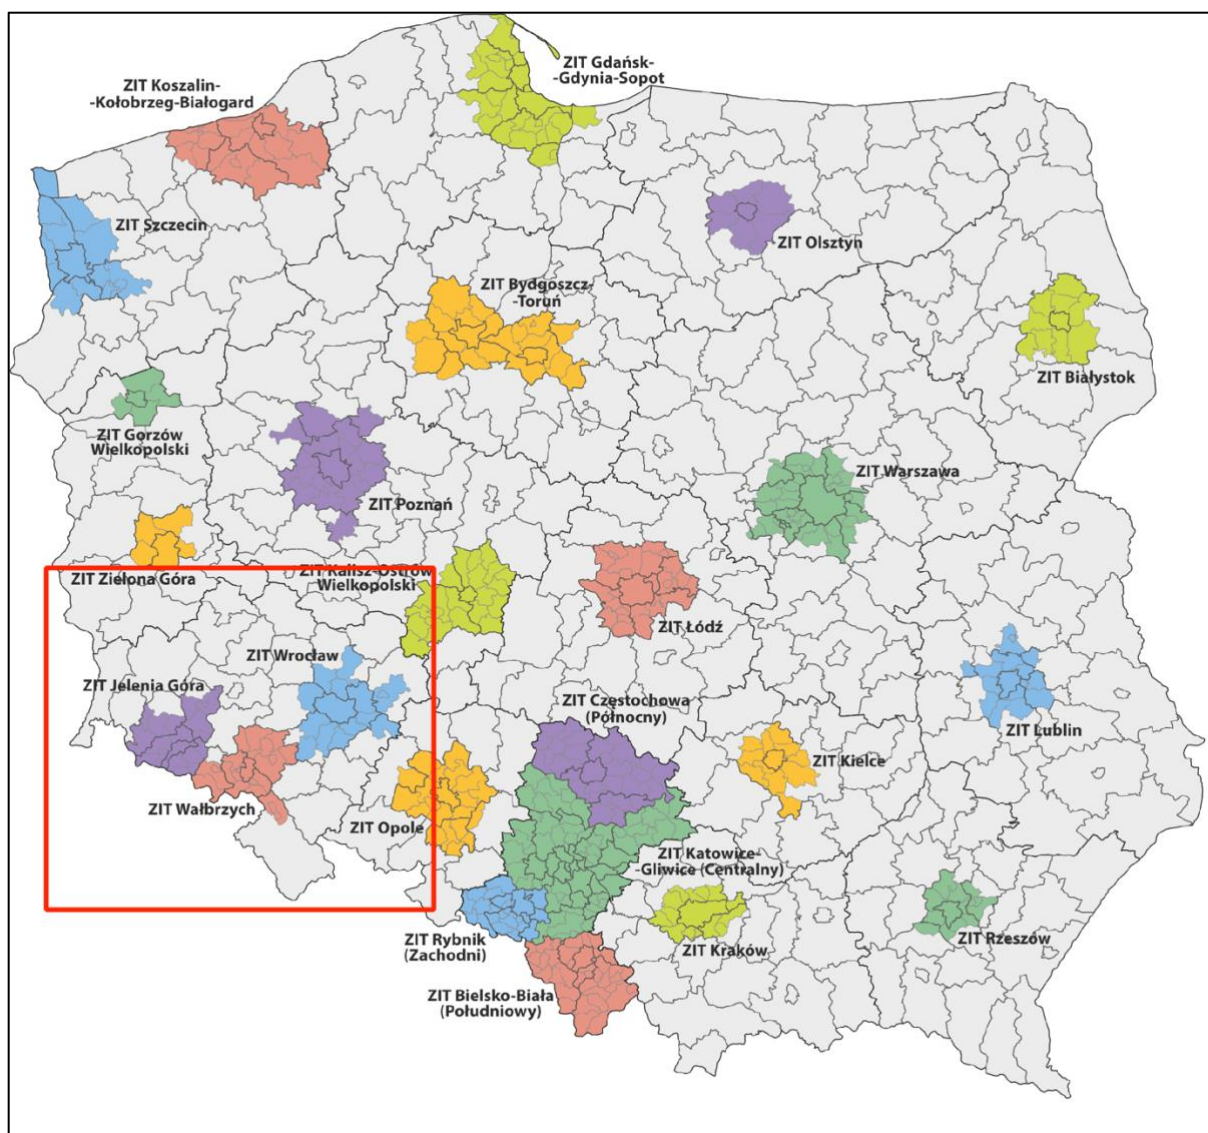 ZIT Gdańsk-
-Gdynia-Sopot
ZIT Koszalin-
-Kołobrzeg-Białogard
ZIT Szczecin
ZIT Olsztyn
ZIT Bydgoszcz-
-Toruń
ZIT Białystok
ZIT Gorzów
Wielkopolski
ZIT Poznań
ZIT Warszawa
ZIT Zielona Góra
ZIT Kalisz-Ostrów
Wielkopolski
ZIT Łódź
ZIT Wrocław
ZIT Jelenia Góra
ZIT Częstochowa
(Północny)
ZIT Lublin
ZIT Kielce
ZIT Wałbrzych
ZIT Opole
ZIT Katowice-
-Gliwice (Centralny)
ZIT Rybnik
(Zachodni)
ZIT Kraków
ZIT Rzeszów
ZIT Bielsko-Biała
(Południowy)